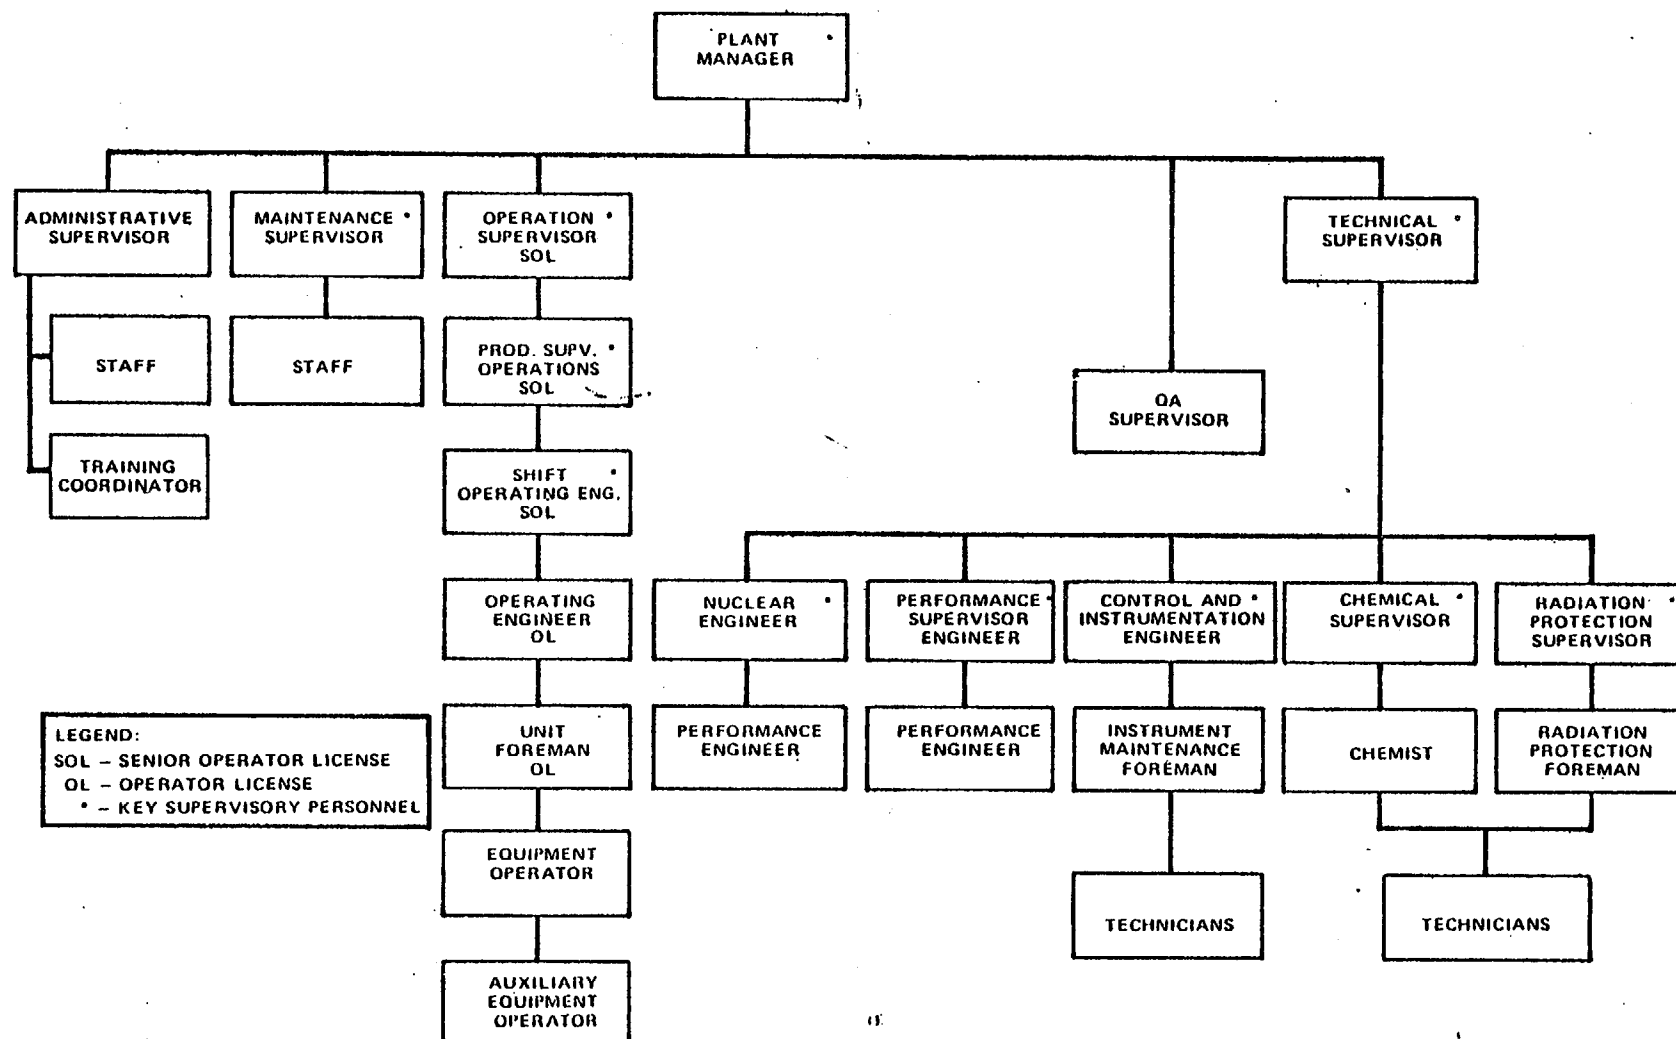 PLANT •
MANAGER
ADMINISTRATIVE
SUPERVISOR
MAINTENANCE •
SUPERVISOR
OPERATION •
SUPERVISOR
SOL
TECHNICAL •
SUPERVISOR
STAFF
STAFF
PROD. SUPV. •
OPERATIONS
SOL
QA
SUPERVISOR
TRAINING
COORDINATOR
SHIFT •
OPERATING ENG.
SOL
OPERATING
ENGINEER
OL
NUCLEAR •
ENGINEER
PERFORMANCE •
SUPERVISOR
ENGINEER
CONTROL AND •
INSTRUMENTATION
ENGINEER
CHEMICAL •
SUPERVISOR
RADIATION •
PROTECTION
SUPERVISOR
UNIT
FOREMAN
OL
PERFORMANCE
ENGINEER
PERFORMANCE
ENGINEER
INSTRUMENT
MAINTENANCE
FOREMAN
CHEMIST
RADIATION
PROTECTION
FOREMAN
LEGEND:
SOL – SENIOR OPERATOR LICENSE
OL – OPERATOR LICENSE
• – KEY SUPERVISORY PERSONNEL
EQUIPMENT
OPERATOR
TECHNICIANS
TECHNICIANS
AUXILIARY
EQUIPMENT
OPERATOR